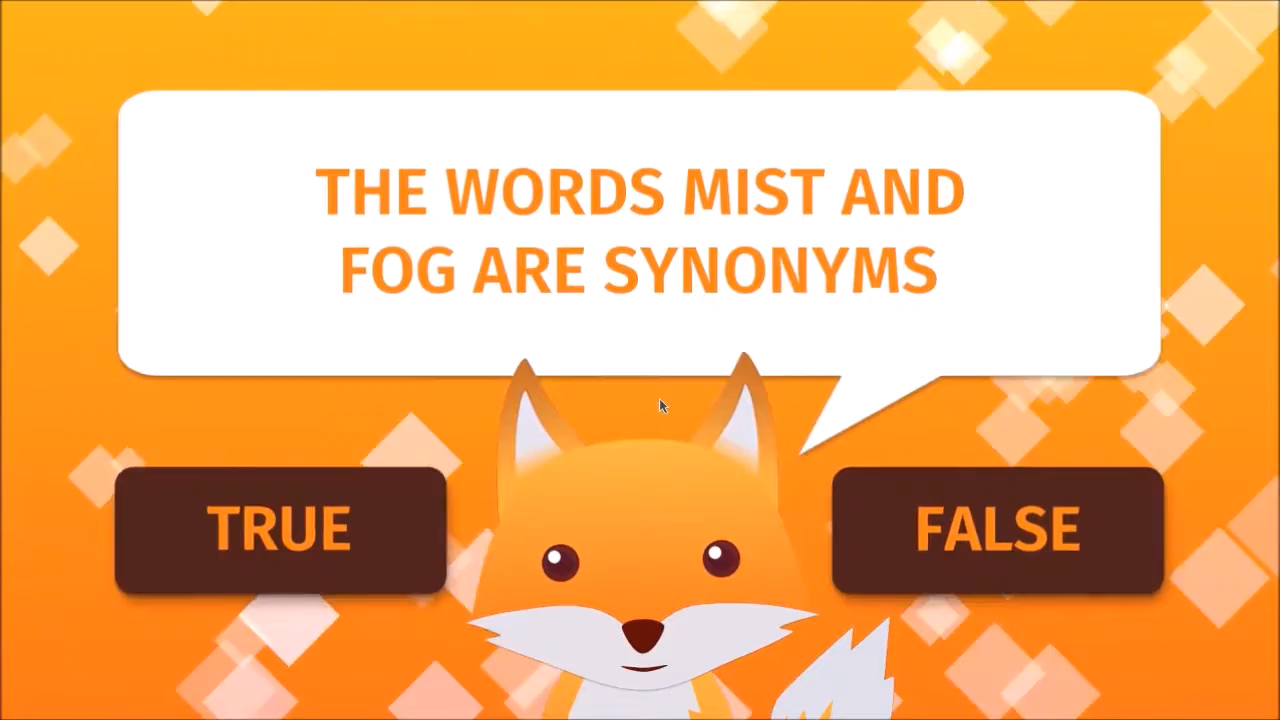 THE WORDS MIST AND
FOG ARE SYNONYMS
TRUE
FALSE